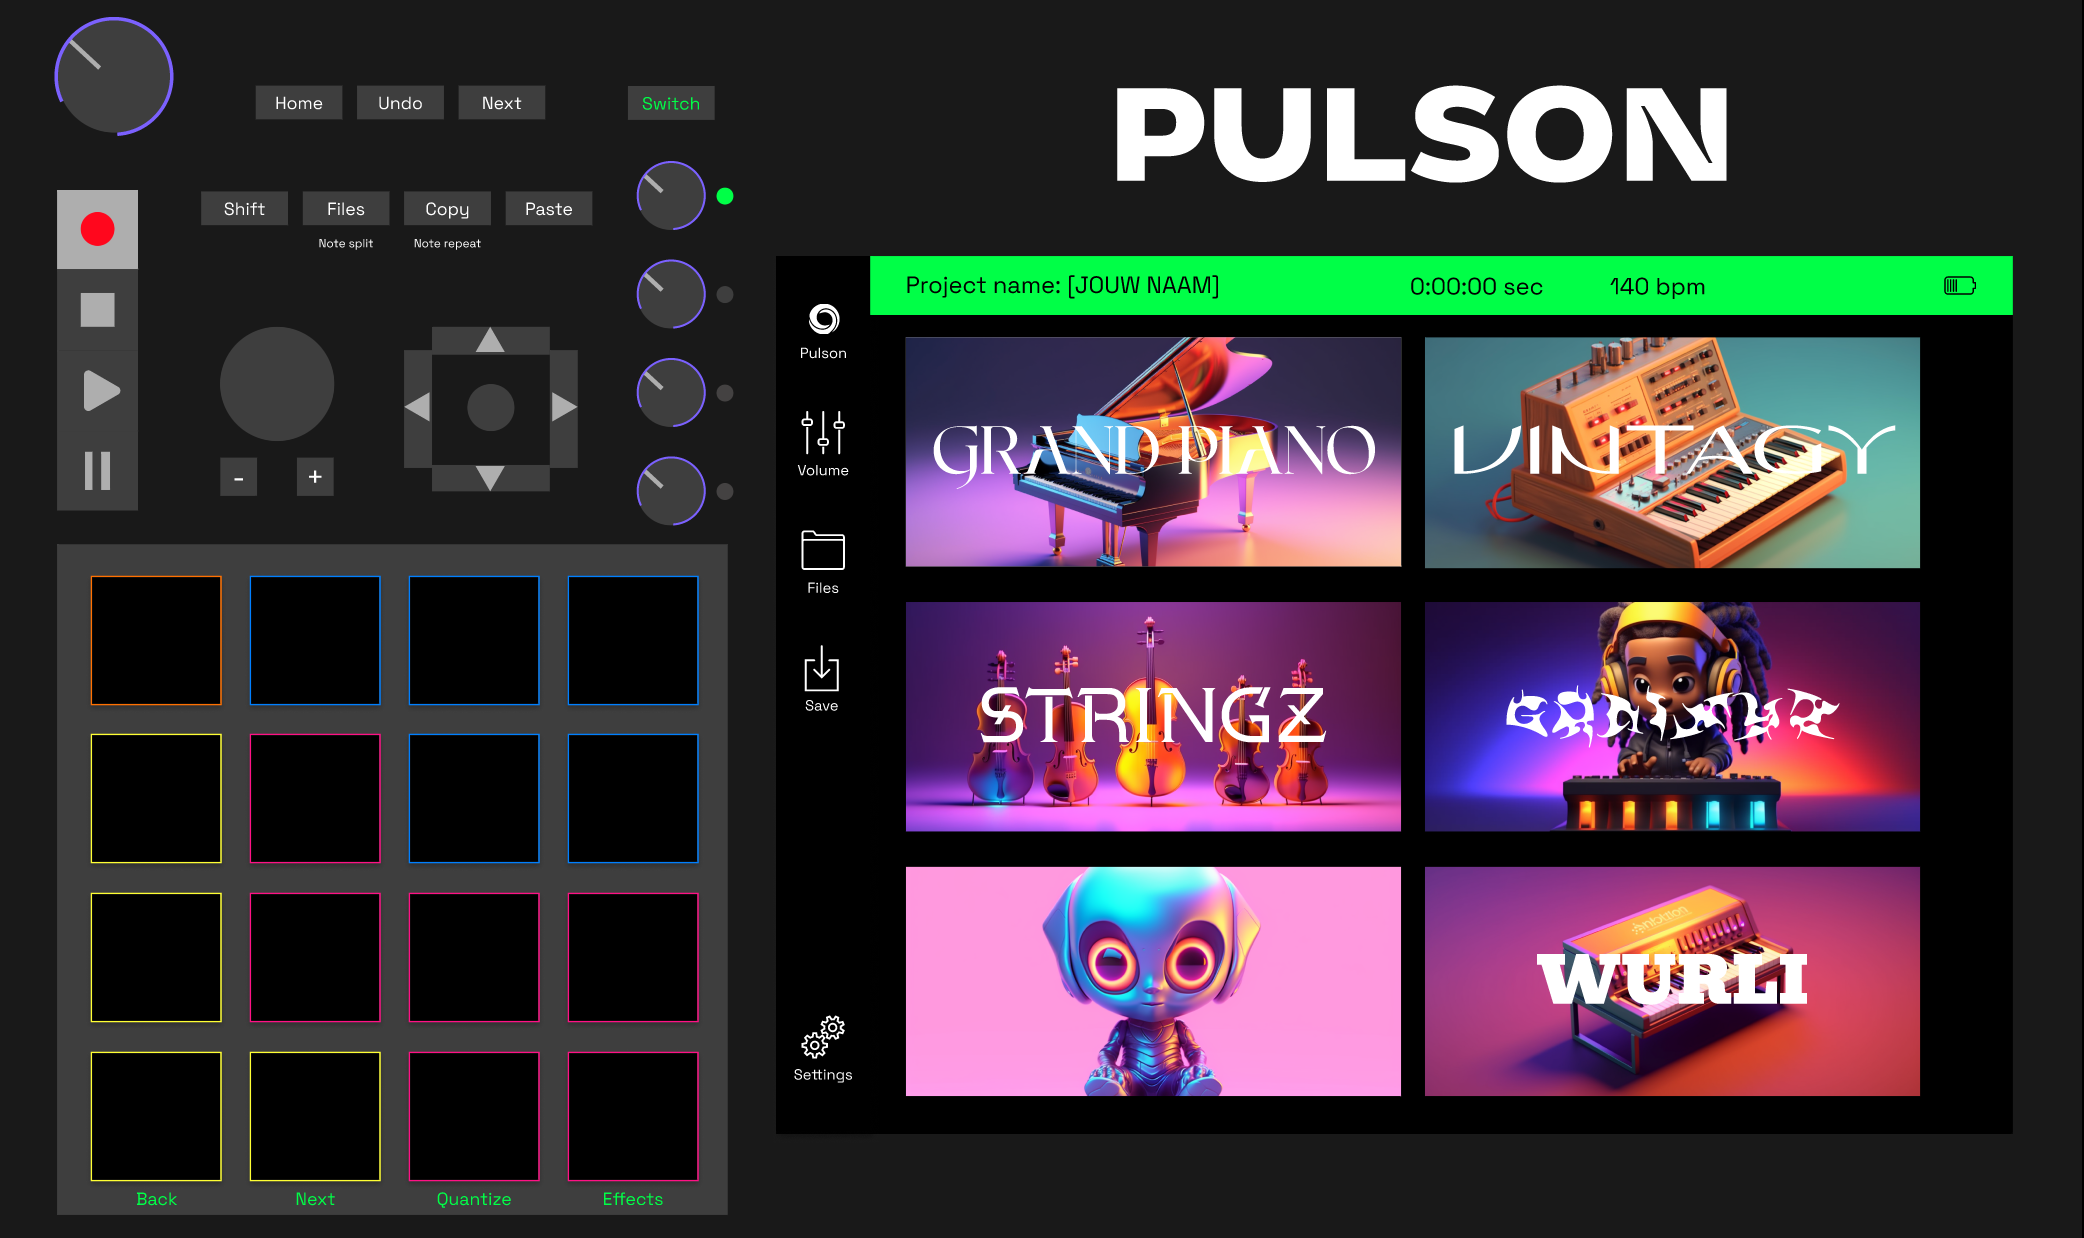 Home
Undo
Next
Switch
PULSON
Shift
Files
Copy
Paste
Note split
Note repeat
Project name: [JOUW NAAM]
0:00:00 sec
140 bpm
Pulson
Volume
Files
Save
Settings
-
+
GRAND PIANO
VINTAGY
STRINGZ
WURLI
Back
Next
Quantize
Effects